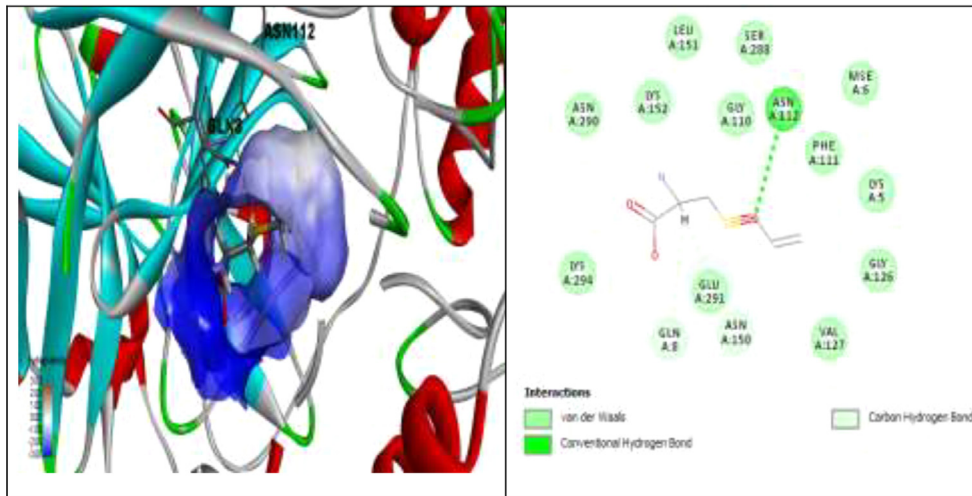 ASN112
GLN8
LEU
A:151
SER
A:288
MSE
A:6
ASN
A:290
LYS
A:152
GLY
A:110
ASN
A:112
PHE
A:111
LYS
A:5
H
LYS
A:294
GLU
A:291
GLY
A:126
GLN
A:8
ASN
A:150
VAL
A:127
Interactions
van der Waals
Conventional Hydrogen Bond
Carbon Hydrogen Bond